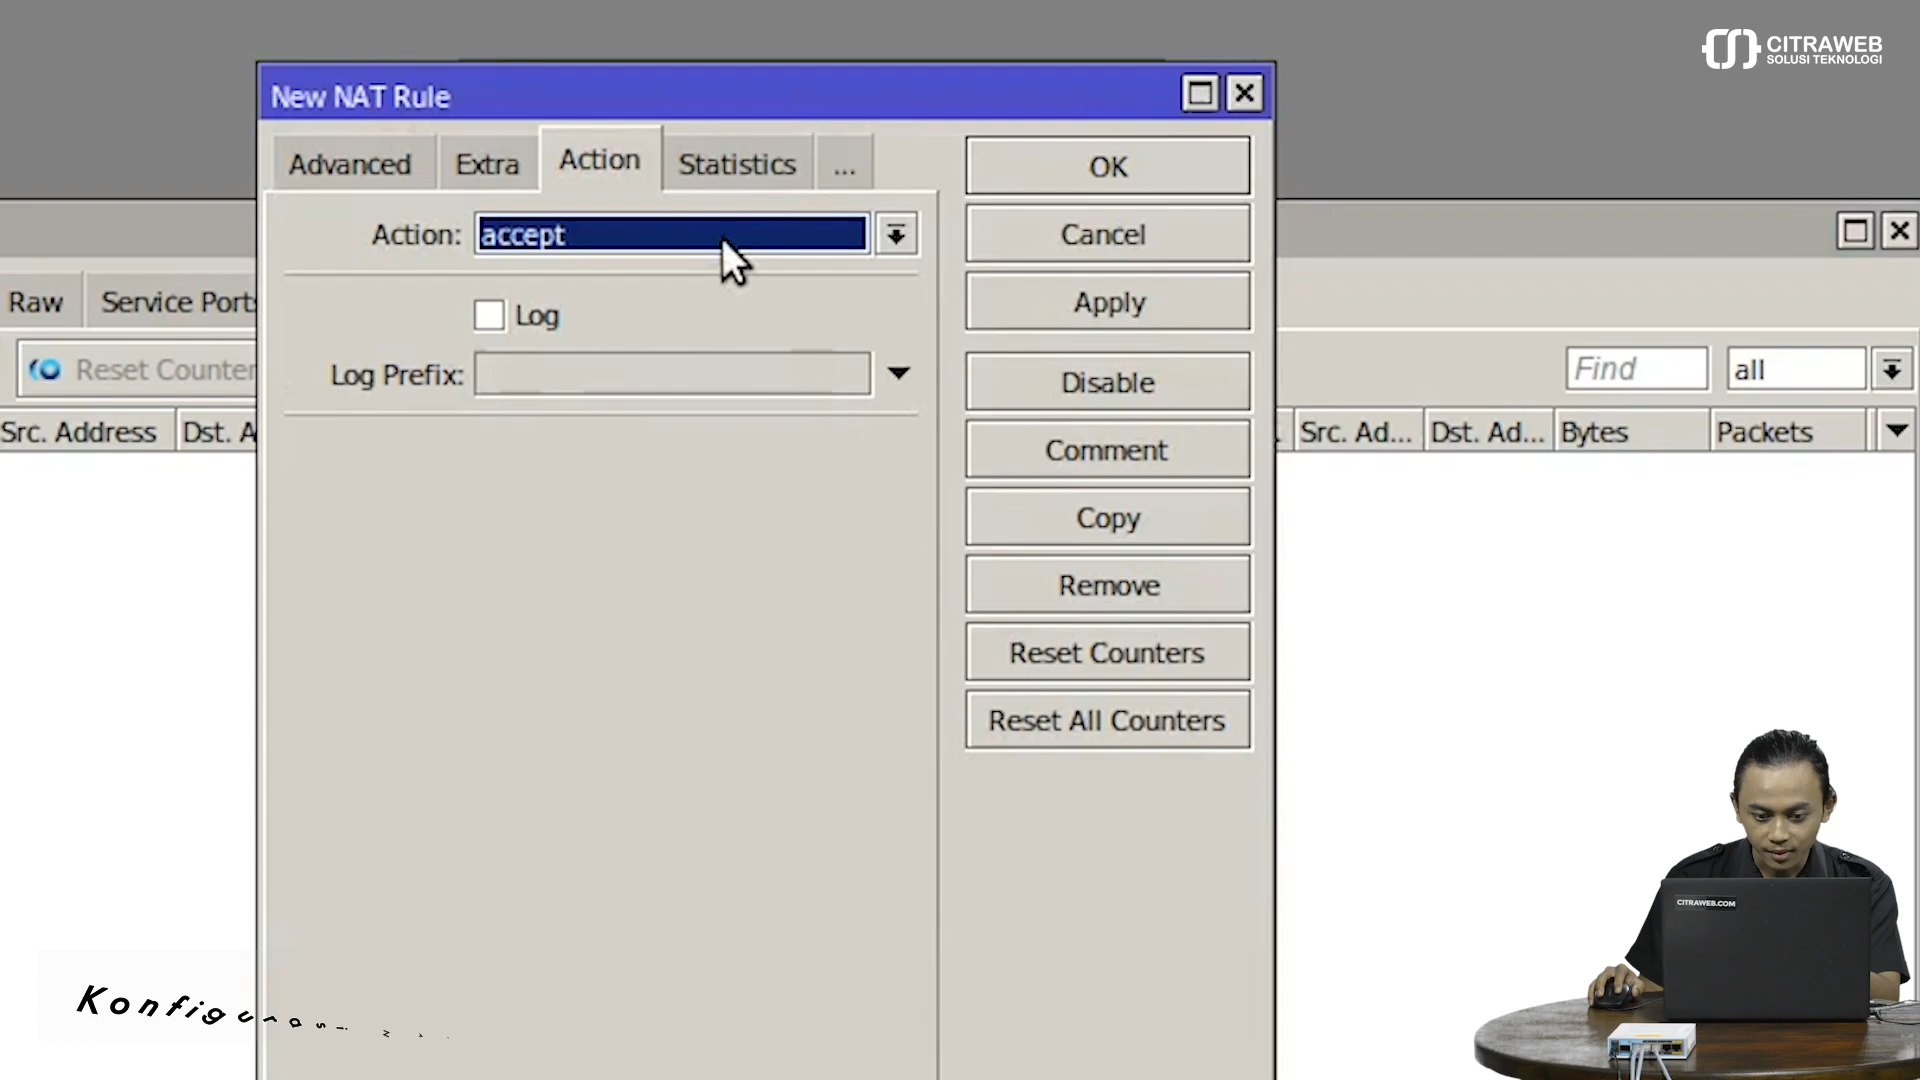 CITRAWEB
SOLUSI TEKNOLOGI
New NAT Rule
Advanced
Extra
Action
Statistics
...
OK
Action:
accept
Cancel
Raw
Service Port
Log
Apply
Reset Counter
Log Prefix:
Find
all
Disable
Src. Address
Dst. A
Src. Ad...
Dst. Ad...
Bytes
Packets
Comment
Copy
Remove
Reset Counters
Reset All Counters
CITRAWEB.COM
Konfigurasi